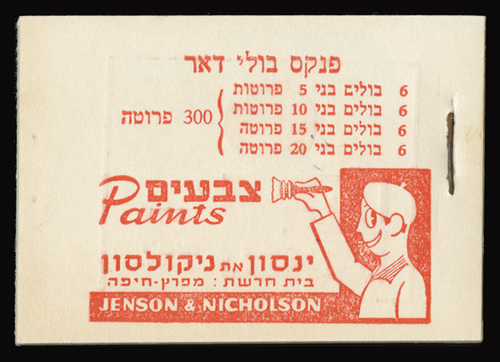 פנקס בולי דאר
6 בולים בני 5 פרוטות
6 בולים בני 10 פרוטות
6 בולים בני 15 פרוטה
6 בולים בני 20 פרוטה
300 פרוטה
צבעים
Paints
ינסון את ניקולסון
בית חרשת: מפרץ-חיפה
JENSON & NICHOLSON